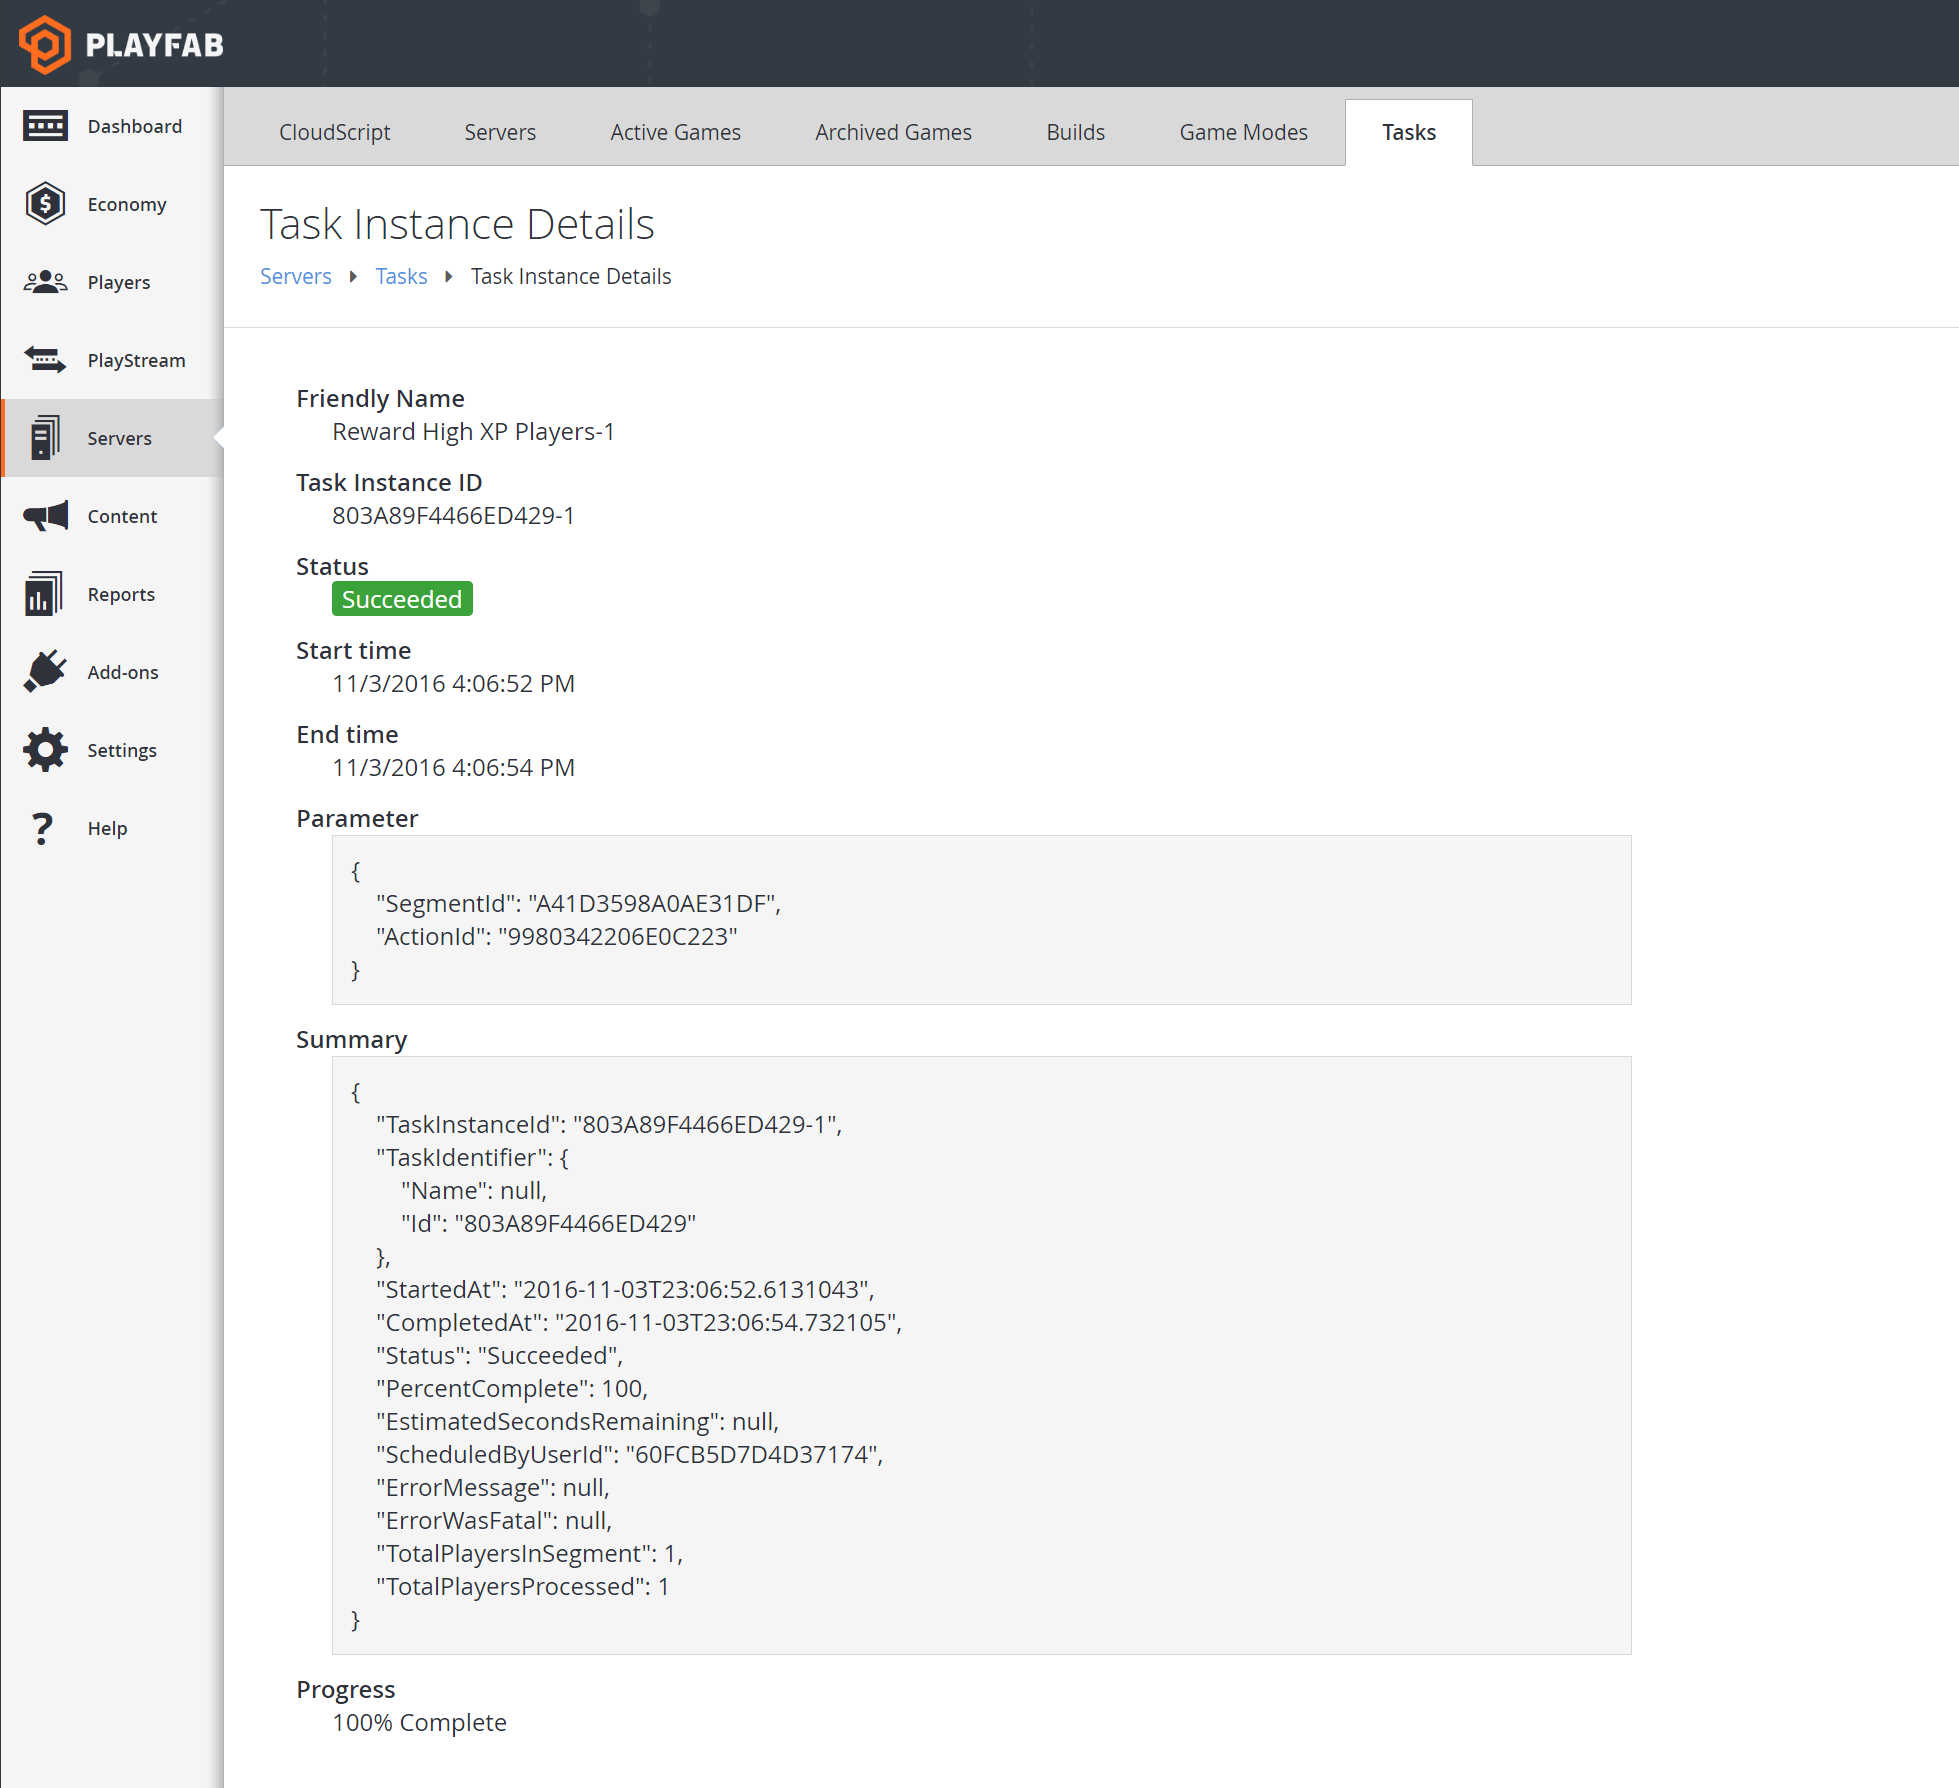 PLAYFAB
Dashboard
Economy
Players
PlayStream
Servers
Content
Reports
Add-ons
Settings
Help
CloudScript Servers Active Games Archived Games Builds Game Modes Tasks
Task Instance Details
Servers Tasks Task Instance Details
Friendly Name
Reward High XP Players-1
Task Instance ID
803A89F4466ED429-1
Status
Succeeded
Start time
11/3/2016 4:06:52 PM
End time
11/3/2016 4:06:54 PM
Parameter
{
"SegmentId": "A41D3598A0AE31DF",
"ActionId": "9980342206E0C223"
}
Summary
{
"TaskInstanceId": "803A89F4466ED429-1",
"TaskIdentifier": {
"Name": null,
"Id": "803A89F4466ED429"
},
"StartedAt": "2016-11-03T23:06:52.6131043",
"CompletedAt": "2016-11-03T23:06:54.732105",
"Status": "Succeeded",
"PercentComplete": 100,
"EstimatedSecondsRemaining": null,
"ScheduledByUserId": "60FCB5D7D4D37174",
"ErrorMessage": null,
"ErrorWasFatal": null,
"TotalPlayersInSegment": 1,
"TotalPlayersProcessed": 1
}
Progress
100% Complete